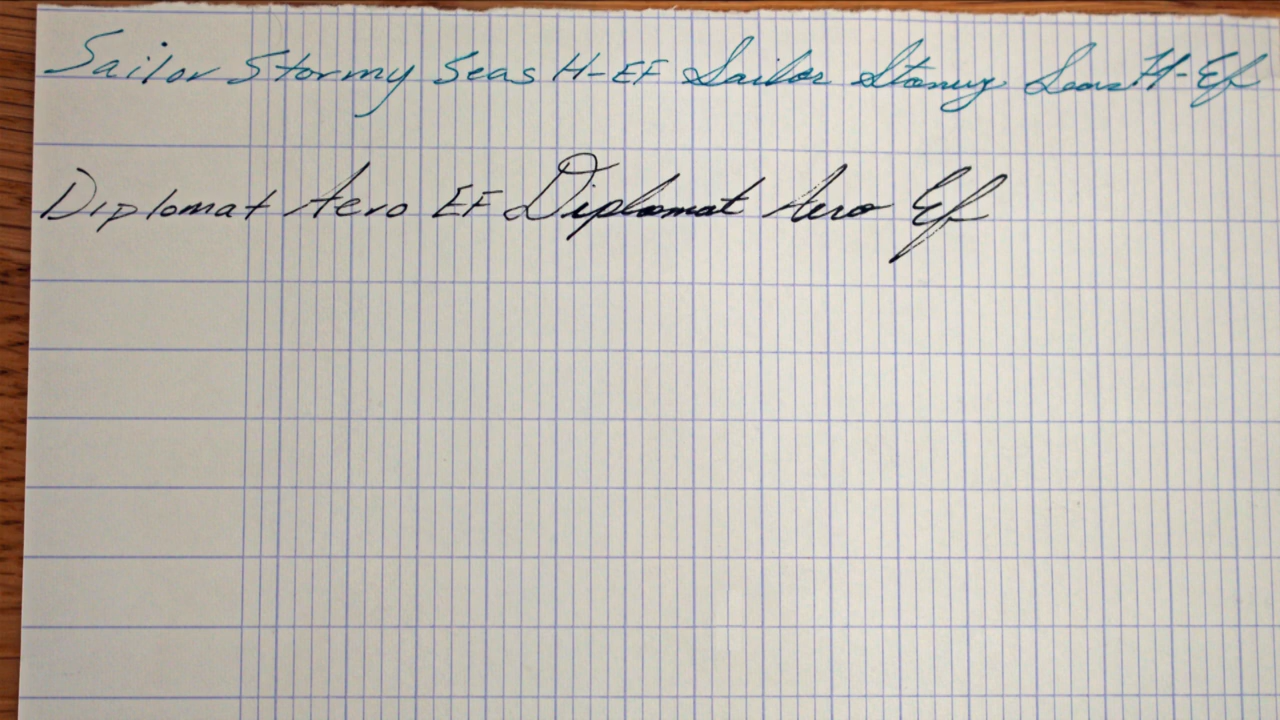 Sailor Stormy Seas H-EF Sailor Stormy Seas H-Ef
Diplomat Aero EF Diplomat Aero Ef